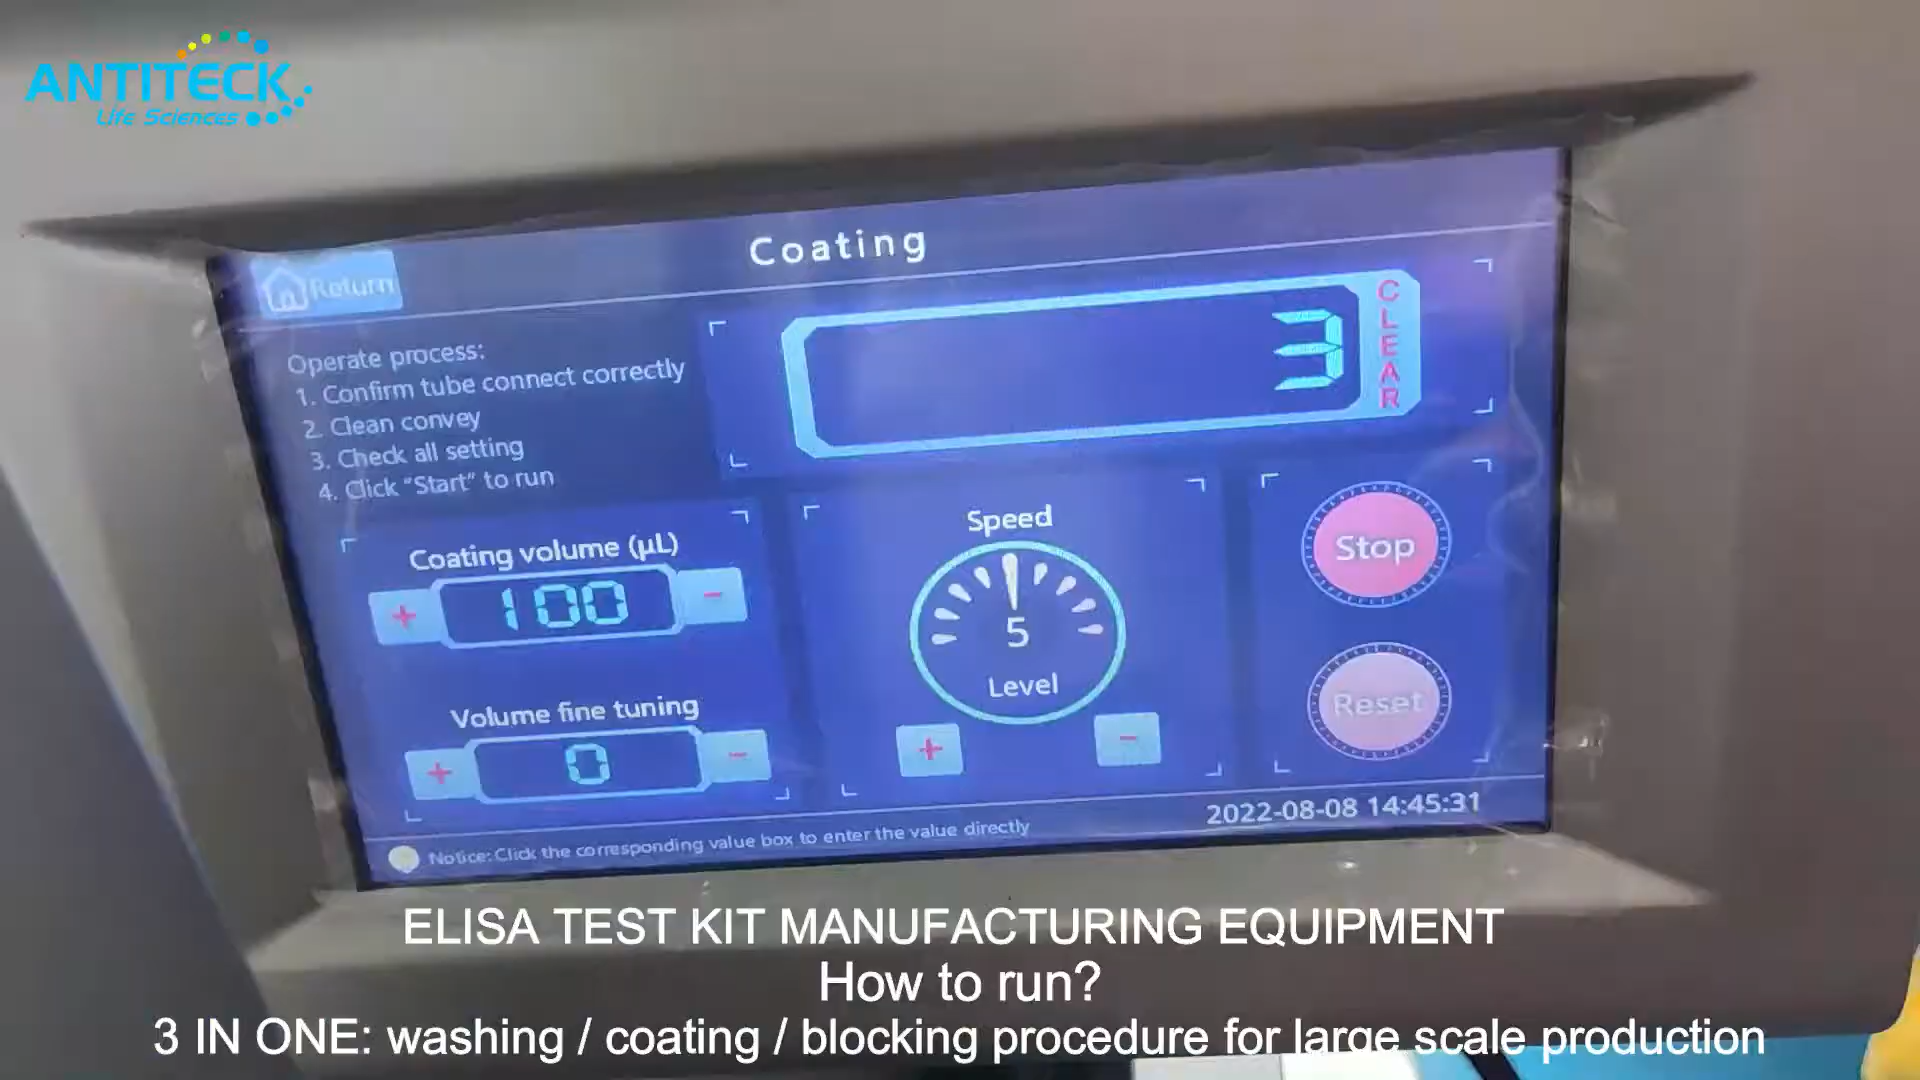 ANTITECK
Life Sciences
Return
Coating
Operate process:
1. Confirm tube connect correctly
2. Clean convey
3. Check all setting
4. Click "Start" to run
3
CLEAR
Coating volume (µL)
+ 100 -
Volume fine tuning
+ 0 -
Speed
5
Level
+ -
Stop
Reset
2022-08-08 14:45:31
Notice: Click the corresponding value box to enter the value directly
ELISA TEST KIT MANUFACTURING EQUIPMENT
How to run?
3 IN ONE: washing / coating / blocking procedure for large scale production